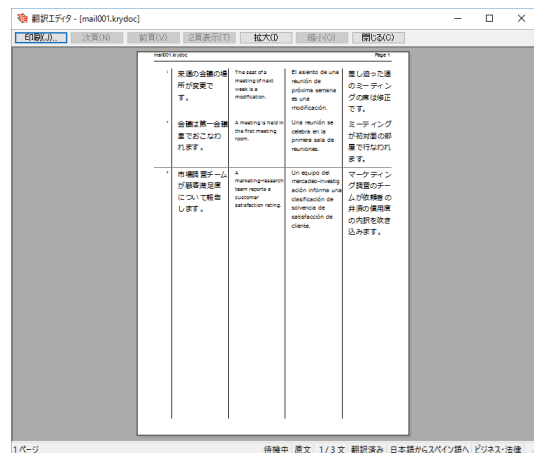 翻訳エディタ - [mail001.krydoc]
印刷(J)... 次頁(N) 前頁(V) 2頁表示(T) 拡大(I) 縮小(O) 閉じる(C)
mail001.krydoc Page 1
来週の会議の場
所が変更で
す。
The seat of a
meeting of next
week is a
modification.
El asiento de una
reunión de
próxima semana
es una
modificación.
差し迫った週
のミーティン
グの席は修正
です。
会議は第一会議
室でおこなわ
れます。
A meeting is held in
the first meeting
room.
Una reunión se
celebra en la
primera sala de
reuniones.
ミーティング
が初対面の部
屋で行なわれ
ます。
市場調査チーム
が顧客満足度
について報告
します。
A
marketing-research
team reports a
customer
satisfaction rating.
Un equipo del
mercadeo-investig
ación informa una
clasificación de
solvencia de
satisfacción de
cliente.
マーケティン
グ調査のチー
ムが依頼者の
弁済の信用度
の内訳を吹き
込みます。
1ページ 待機中 原文 1/3文 翻訳済み 日本語からスペイン語へ ビジネス・法律